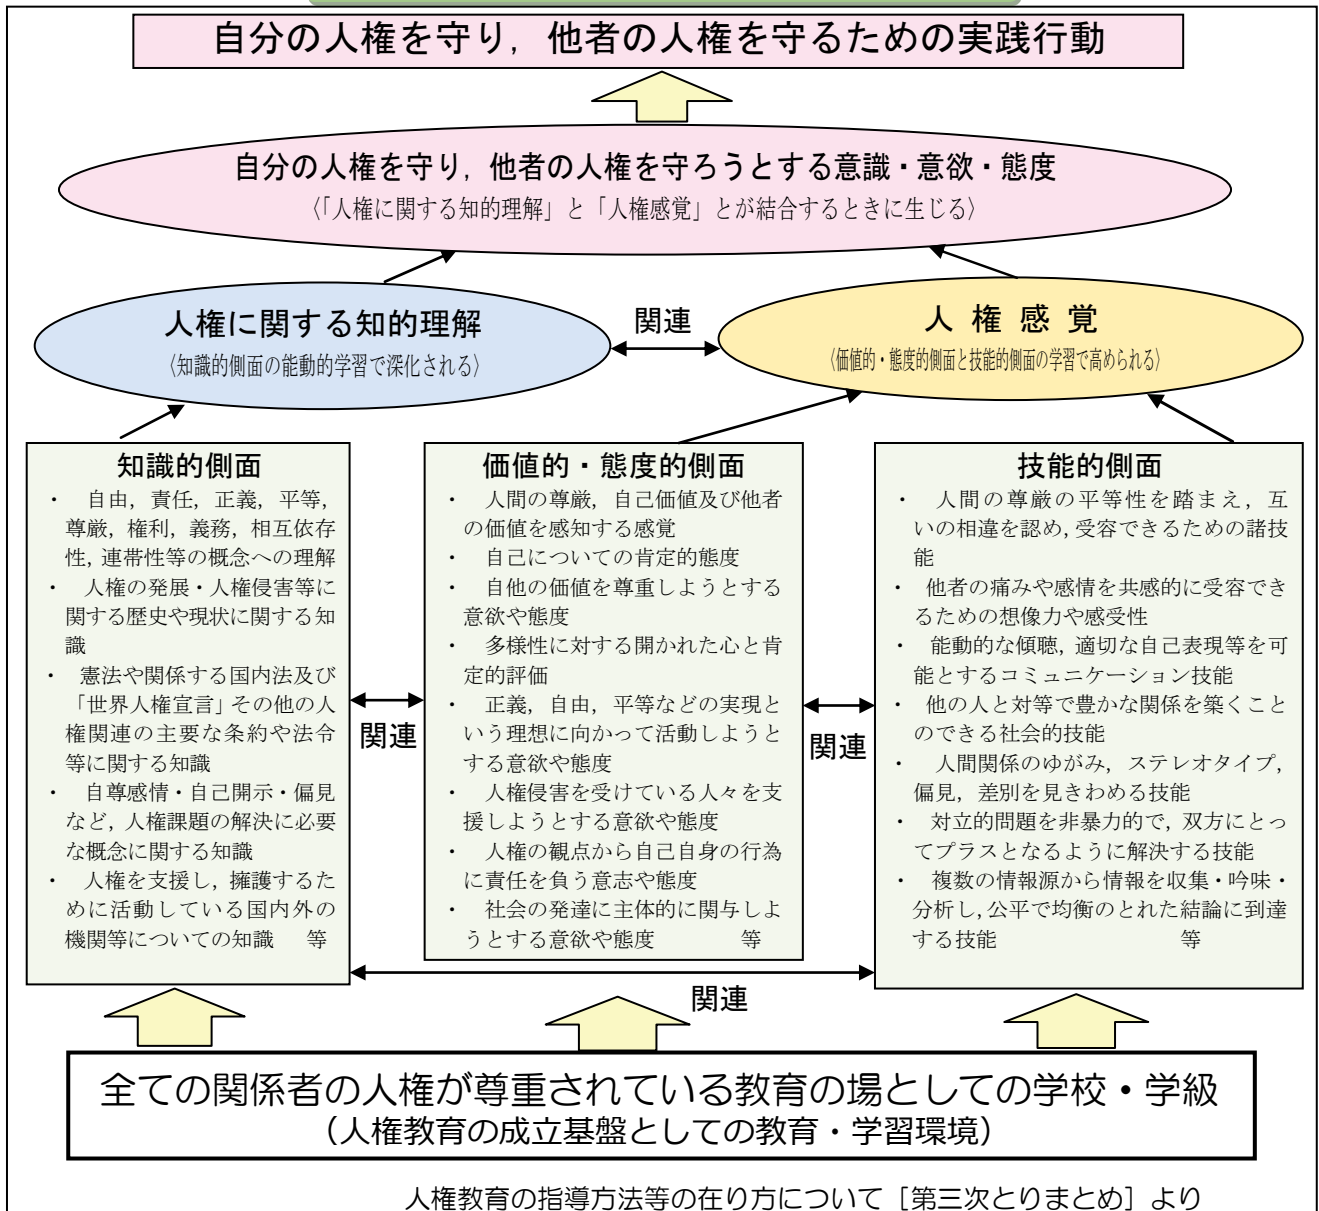 自分の人権を守り，他者の人権を守るための実践行動
自分の人権を守り，他者の人権を守ろうとする意識・意欲・態度
〈「人権に関する知的理解」と「人権感覚」とが結合するときに生じる〉
人権に関する知的理解
〈知識的側面の能動的学習で深化される〉
関連
人 権 感 覚
〈価値的・態度的側面と技能的側面の学習で高められる〉
知識的側面
・ 自由，責任，正義，平等，
尊厳，権利，義務，相互依存
性，連帯性等の概念への理解
・ 人権の発展・人権侵害等に
関する歴史や現状に関する知
識
・ 憲法や関係する国内法及び
「世界人権宣言」その他の人
権関連の主要な条約や法令
等に関する知識
・ 自尊感情・自己開示・偏見
など，人権課題の解決に必要
な概念に関する知識
・ 人権を支援し，擁護するた
めに活動している国内外の
機関等についての知識 等
関連
価値的・態度的側面
・ 人間の尊厳，自己価値及び他者
の価値を感知する感覚
・ 自己についての肯定的態度
・ 自他の価値を尊重しようとする
意欲や態度
・ 多様性に対する開かれた心と肯
定的評価
・ 正義，自由，平等などの実現と
いう理想に向かって活動しようと
する意欲や態度
・ 人権侵害を受けている人々を支
援しようとする意欲や態度
・ 人権の観点から自己自身の行為
に責任を負う意志や態度
・ 社会の発達に主体的に関与しよ
うとする意欲や態度 等
関連
技能的側面
・ 人間の尊厳の平等性を踏まえ，互
いの相違を認め，受容できるための諸技
能
・ 他者の痛みや感情を共感的に受容でき
るための想像力や感受性
・ 能動的な傾聴，適切な自己表現等を可
能とするコミュニケーション技能
・ 他の人と対等で豊かな関係を築くこと
のできる社会的技能
・ 人間関係のゆがみ，ステレオタイプ，
偏見，差別を見きわめる技能
・ 対立的問題を非暴力的で，双方にとっ
てプラスとなるように解決する技能
・ 複数の情報源から情報を収集・吟味・
分析し，公平で均衡のとれた結論に到達
する技能 等
関連
全ての関係者の人権が尊重されている教育の場としての学校・学級
（人権教育の成立基盤としての教育・学習環境）
人権教育の指導方法等の在り方について［第三次とりまとめ］より